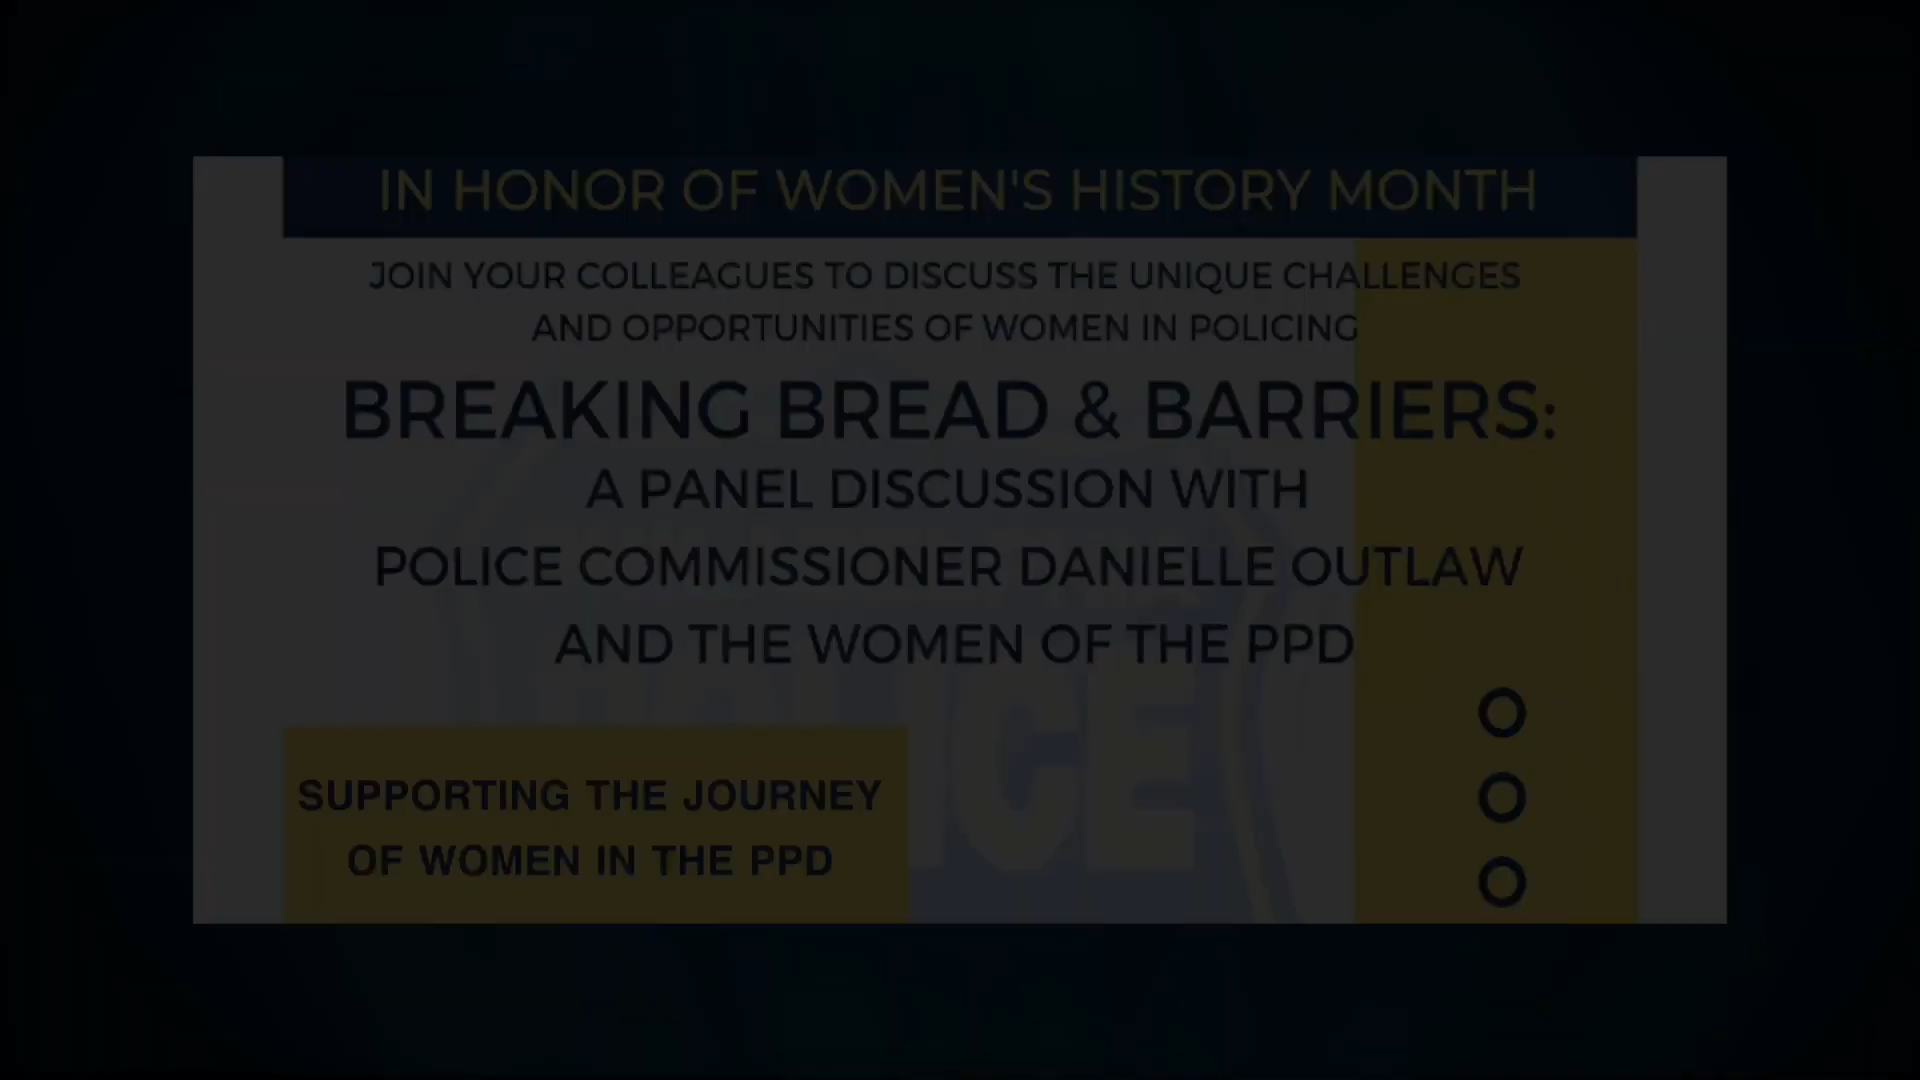 IN HONOR OF WOMEN'S HISTORY MONTH
JOIN YOUR COLLEAGUES TO DISCUSS THE UNIQUE CHALLENGES
AND OPPORTUNITIES OF WOMEN IN POLICING
BREAKING BREAD & BARRIERS:
A PANEL DISCUSSION WITH
POLICE COMMISSIONER DANIELLE OUTLAW
AND THE WOMEN OF THE PPD
SUPPORTING THE JOURNEY
OF WOMEN IN THE PPD